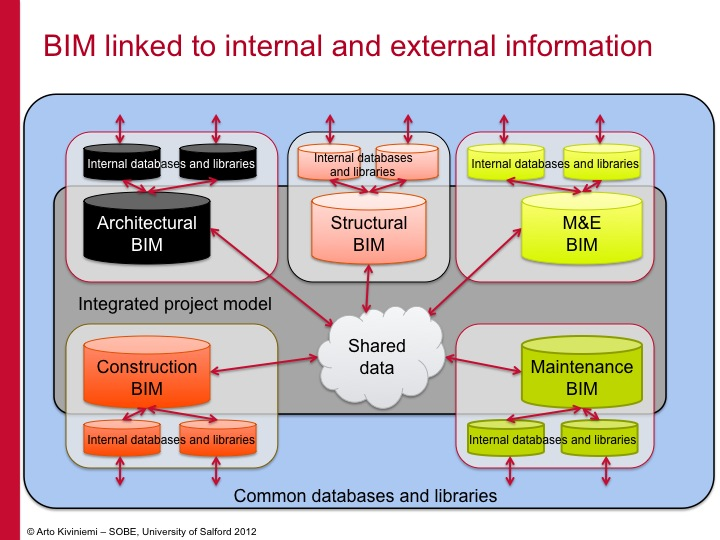 BIM linked to internal and external information
Internal databases and libraries
Internal databases
and libraries
Internal databases and libraries
Architectural
BIM
Structural
BIM
M&E
BIM
Integrated project model
Shared
data
Construction
BIM
Maintenance
BIM
Internal databases and libraries
Internal databases and libraries
Common databases and libraries
© Arto Kiviniemi – SOBE, University of Salford 2012